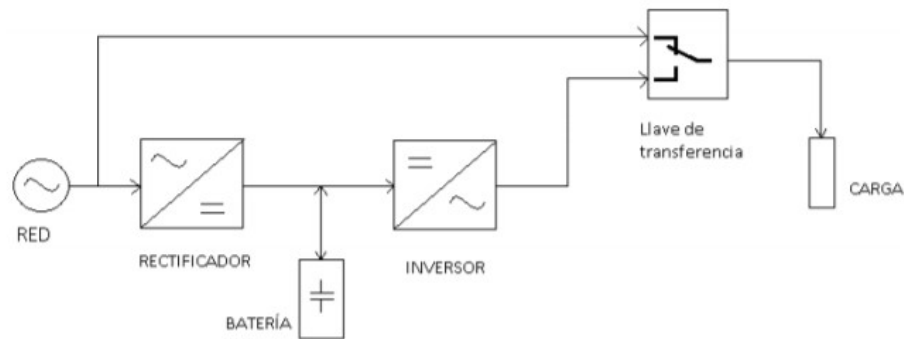 Llave de
transferencia
CARGA
RED
RECTIFICADOR
INVERSOR
BATERÍA